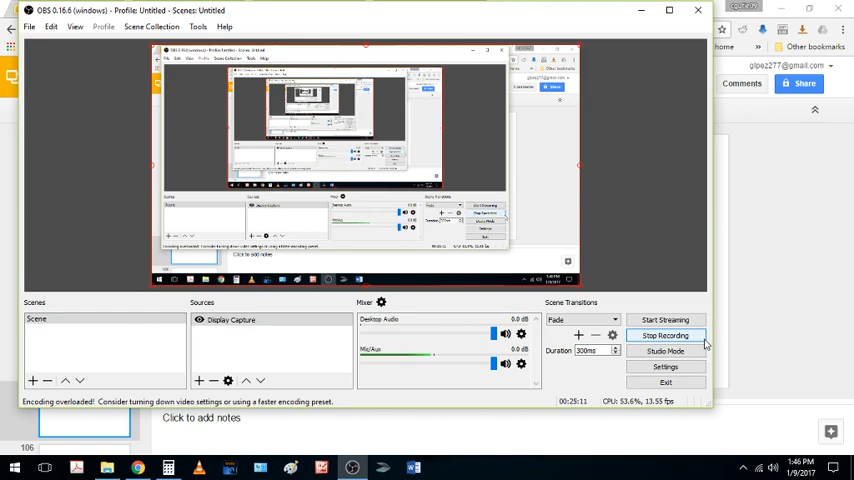 OBS 0.16.6 (windows) - Profile: Untitled - Scenes: Untitled
File Edit View Profile Scene Collection Tools Help
home » Other bookmarks
glpez277@gmail.com
Comments Share
Scenes
Scene
Sources
Display Capture
Mixer
Desktop Audio 0.0 dB
Mic/Aux 0.0 dB
Scene Transitions
Fade
Duration 300ms
Start Streaming
Stop Recording
Studio Mode
Settings
Exit
Encoding overloaded! Consider turning down video settings or using a faster encoding preset.
00:25:11 CPU: 53.6%, 13.55 fps
Click to add notes
106
1:46 PM
1/9/2017